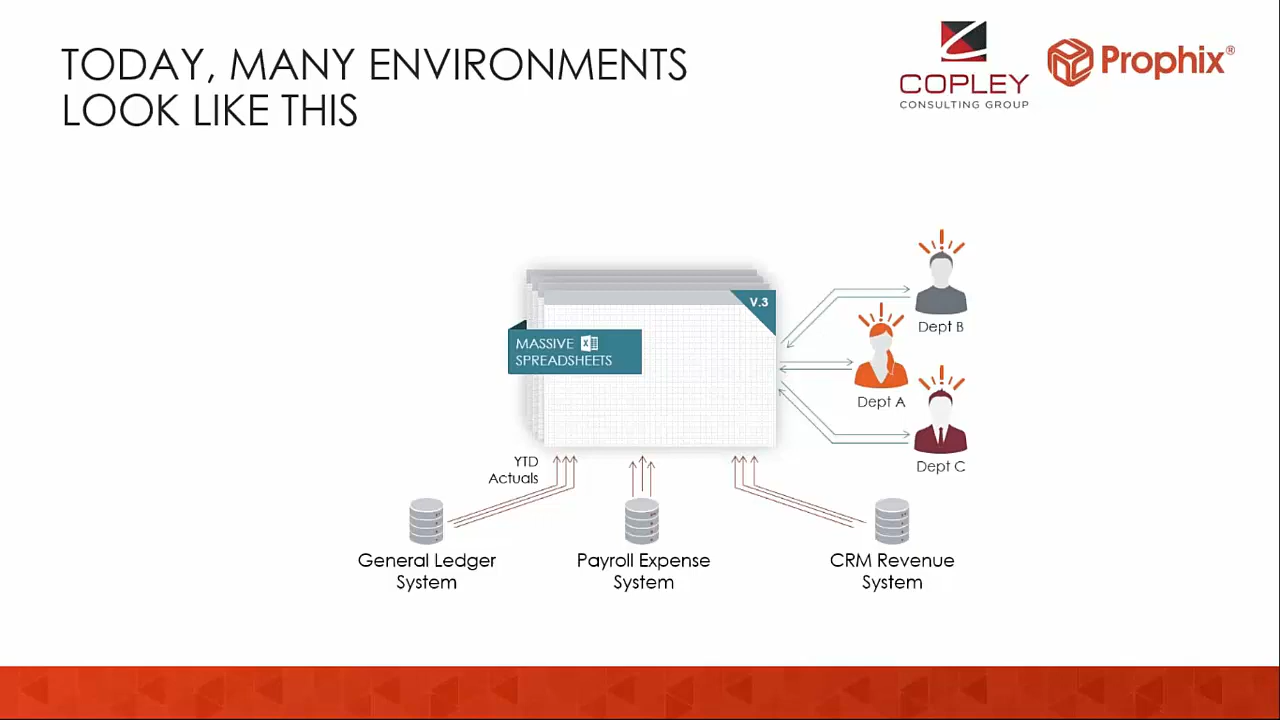 TODAY, MANY ENVIRONMENTS
LOOK LIKE THIS
COPLEY
CONSULTING GROUP
Prophix®
V.3
MASSIVE
SPREADSHEETS
Dept B
Dept A
Dept C
YTD
Actuals
General Ledger
System
Payroll Expense
System
CRM Revenue
System